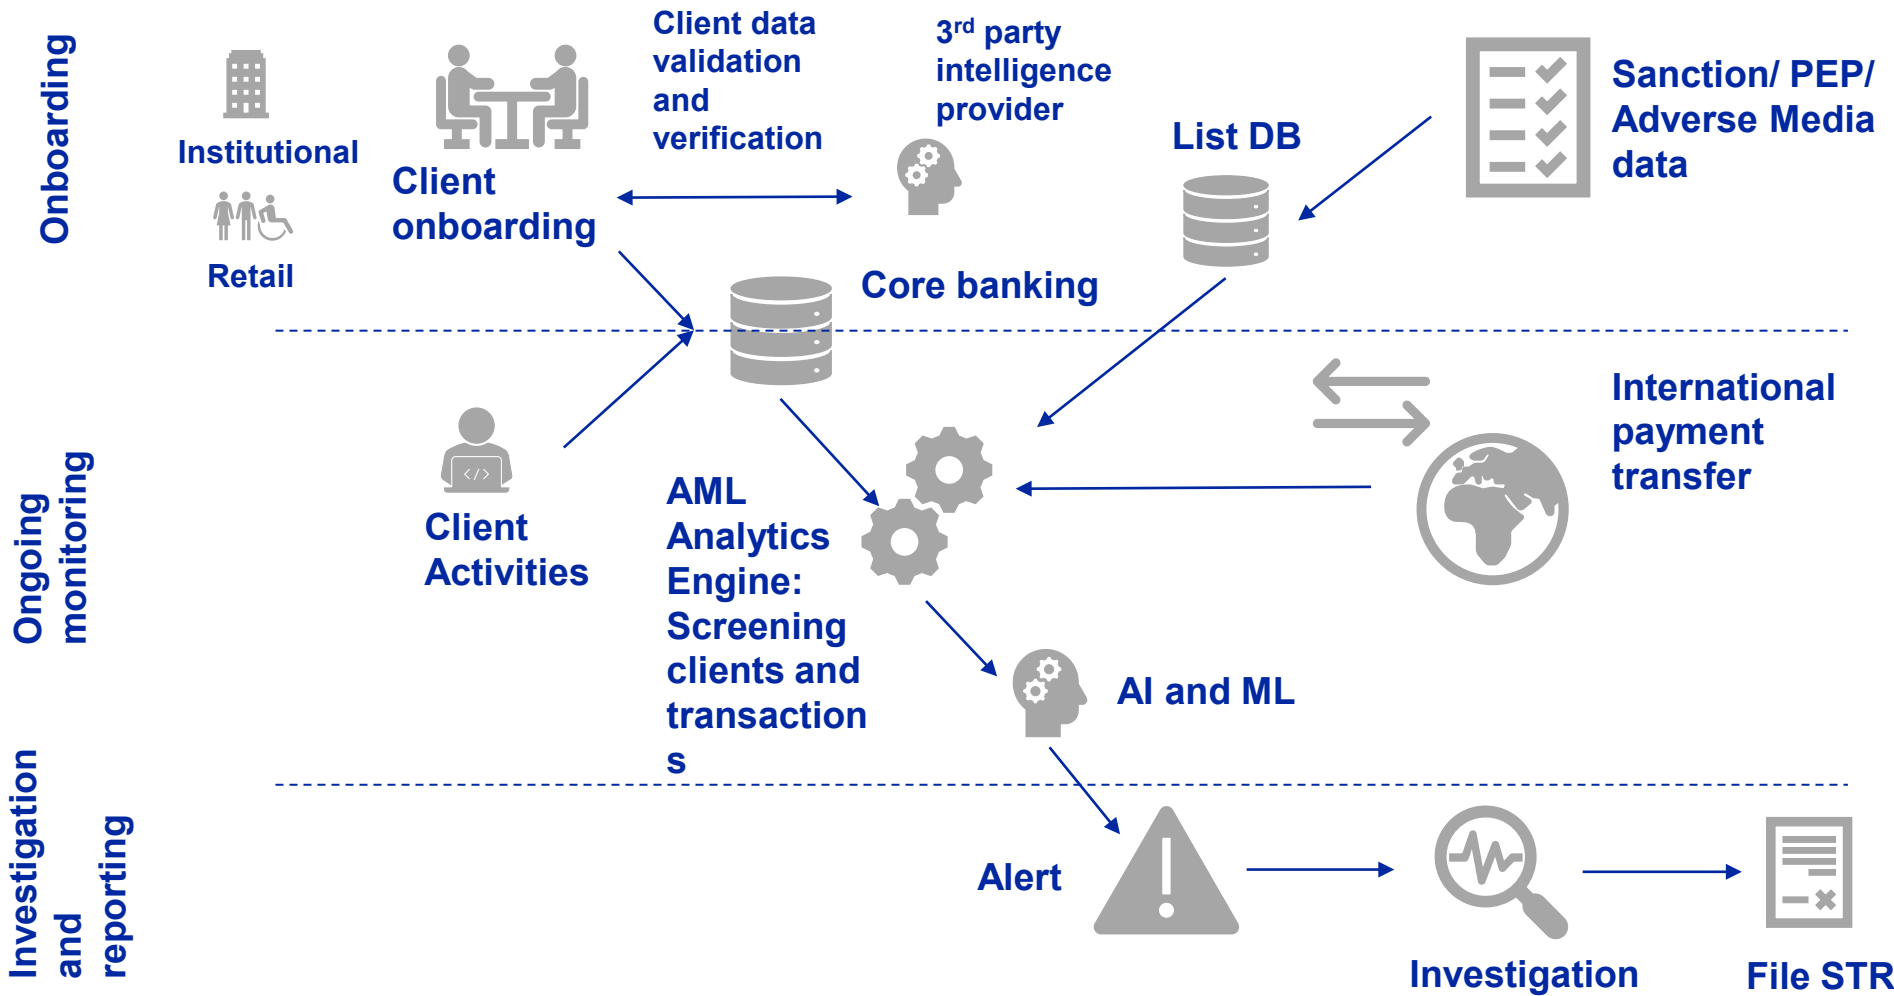 Onboarding
Institutional
Retail
Client
onboarding
Client data
validation
and
verification
3rd party
intelligence
provider
List DB
Sanction/ PEP/
Adverse Media
data
Core banking
Ongoing
monitoring
Client
Activities
AML
Analytics
Engine:
Screening
clients and
transaction
s
International
payment
transfer
AI and ML
Investigation
and
reporting
Alert
Investigation
File STR